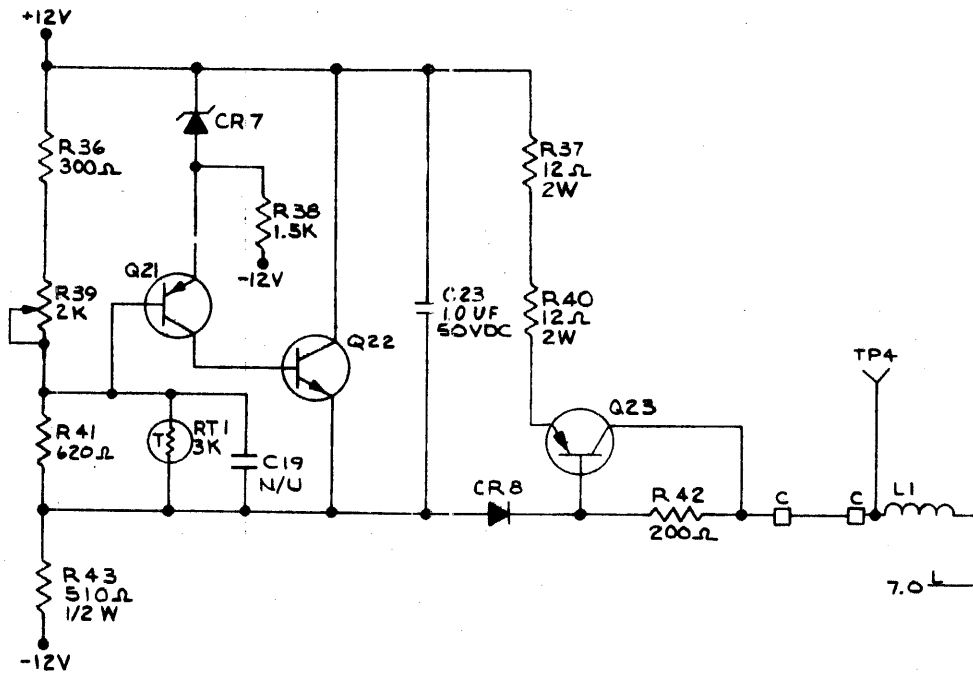 +12V
R36
300Ω
CR7
R38
1.5K
-12V
Q21
R39
2K
Q22
C23
1.0 UF
50VDC
R37
12Ω
2W
R40
12Ω
2W
TP4
Q23
R41
620Ω
T
RT1
3K
C19
N/U
CR8
R42
200Ω
C
C
L1
R43
510Ω
1/2 W
-12V
7.0
L